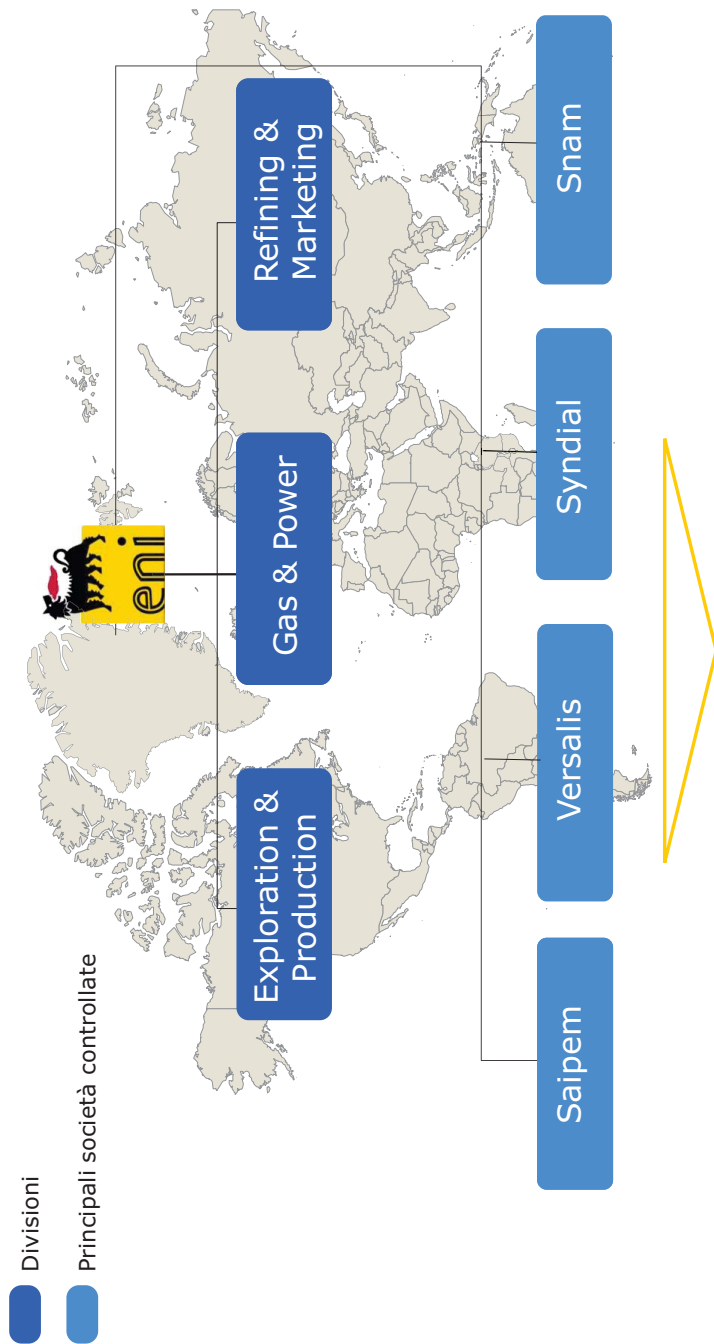 Divisioni
Principali società controllate
eni
Exploration &
Production
Gas & Power
Refining &
Marketing
Saipem
Versalis
Syndial
Snam